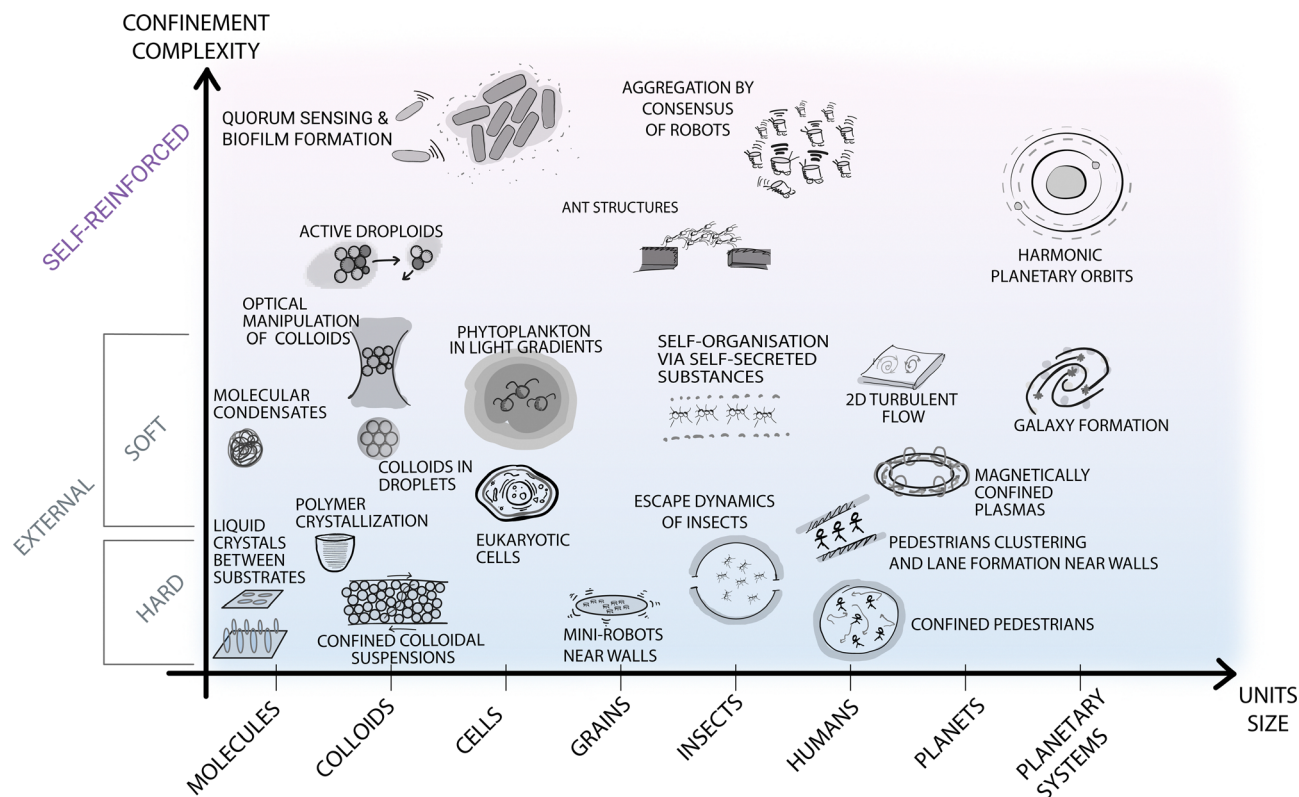 CONFINEMENT
COMPLEXITY
SELF-REINFORCED
EXTERNAL
SOFT
HARD
QUORUM SENSING &
BIOFILM FORMATION
AGGREGATION BY
CONSENSUS
OF ROBOTS
ANT STRUCTURES
ACTIVE DROPLOIDS
HARMONIC
PLANETARY ORBITS
OPTICAL
MANIPULATION
OF COLLOIDS
PHYTOPLANKTON
IN LIGHT GRADIENTS
SELF-ORGANISATION
VIA SELF-SECRETED
SUBSTANCES
2D TURBULENT
FLOW
GALAXY FORMATION
MOLECULAR
CONDENSATES
COLLOIDS IN
DROPLETS
MAGNETICALLY
CONFINED
PLASMAS
POLYMER
CRYSTALLIZATION
EUKARYOTIC
CELLS
ESCAPE DYNAMICS
OF INSECTS
LIQUID
CRYSTALS
BETWEEN
SUBSTRATES
PEDESTRIANS CLUSTERING
AND LANE FORMATION NEAR WALLS
CONFINED COLLOIDAL
SUSPENSIONS
MINI-ROBOTS
NEAR WALLS
CONFINED PEDESTRIANS
MOLECULES
COLLOIDS
CELLS
GRAINS
INSECTS
HUMANS
PLANETS
PLANETARY
SYSTEMS
UNITS
SIZE